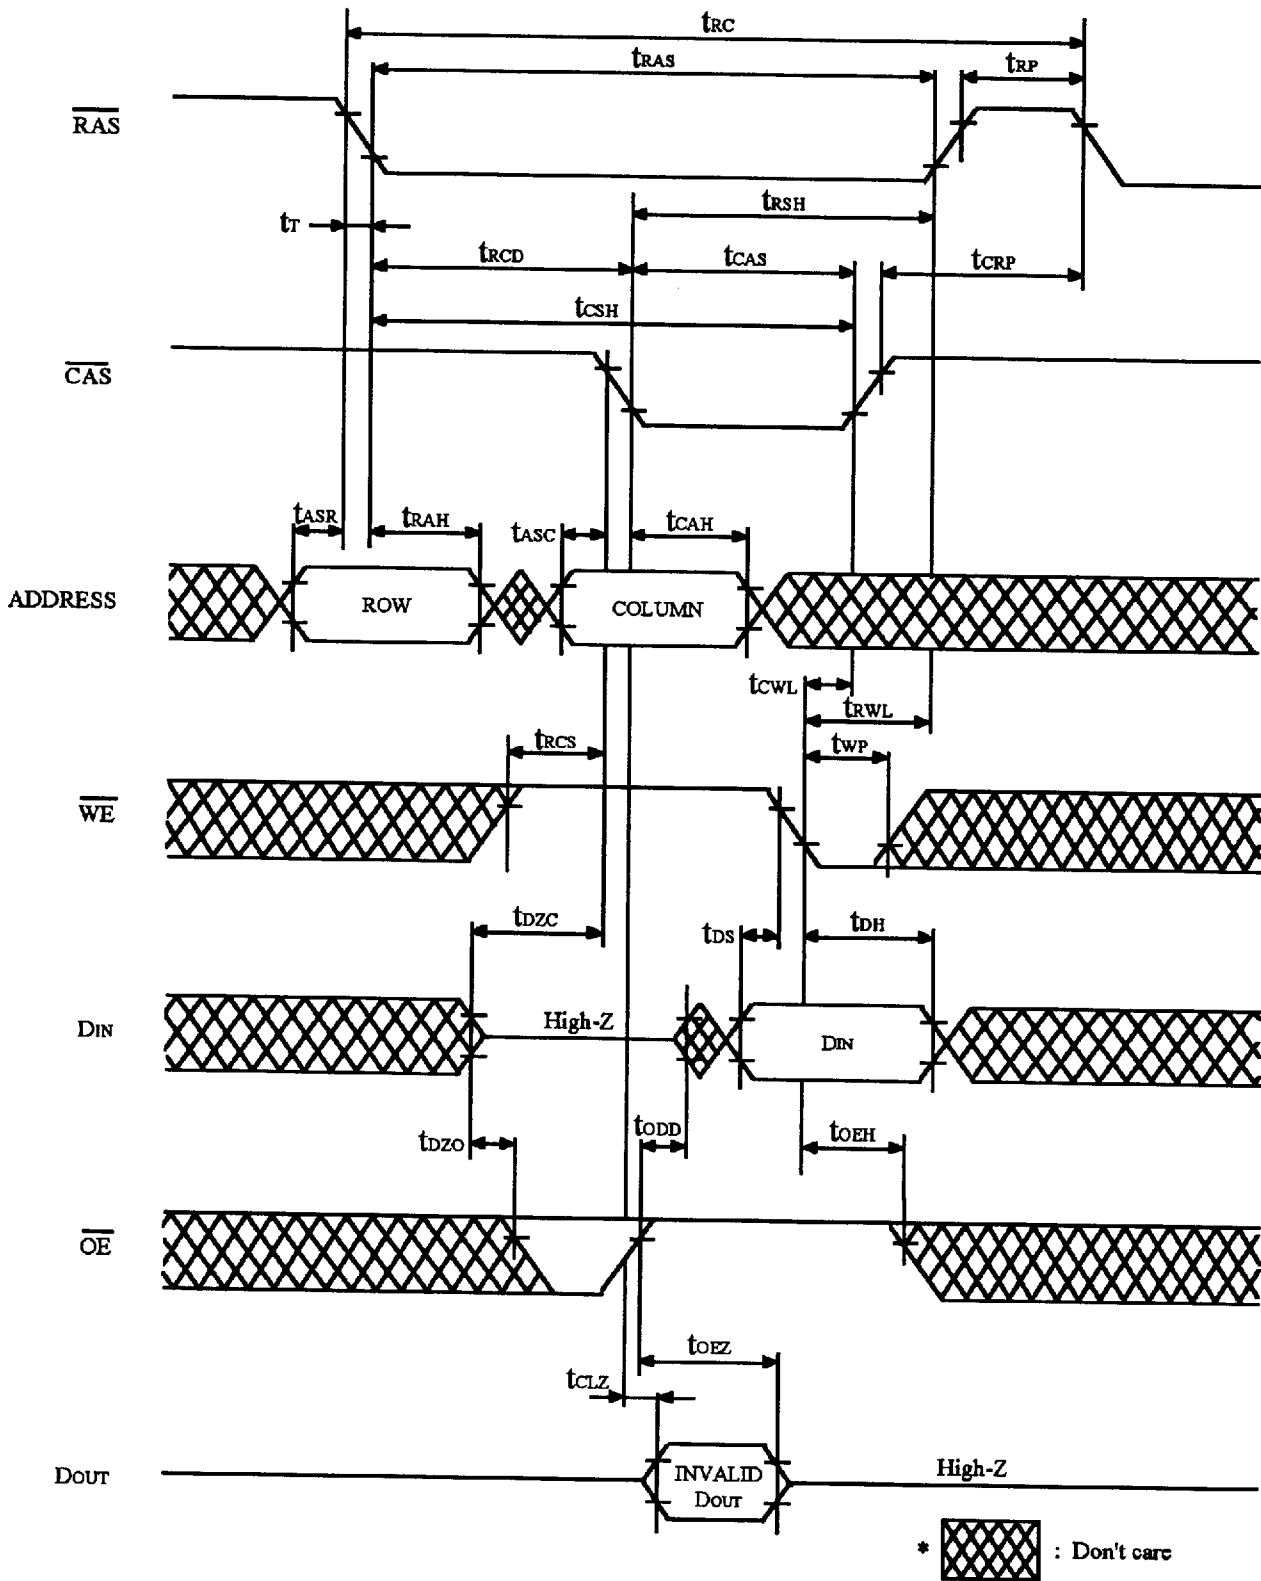 tRC
tRAS
tRP
RAS
tRSH
tT
tRCD
tCAS
tCRP
tCSH
CAS
tASR
tRAH
tASC
tCAH
ADDRESS
ROW
COLUMN
tCWL
tRWL
tRCS
tWP
WE
tDZC
tDS
tDH
DIN
High-Z
DIN
tDZO
tODD
tOEH
OE
tOEZ
tCLZ
DOUT
INVALID
DOUT
High-Z
* : Don't care